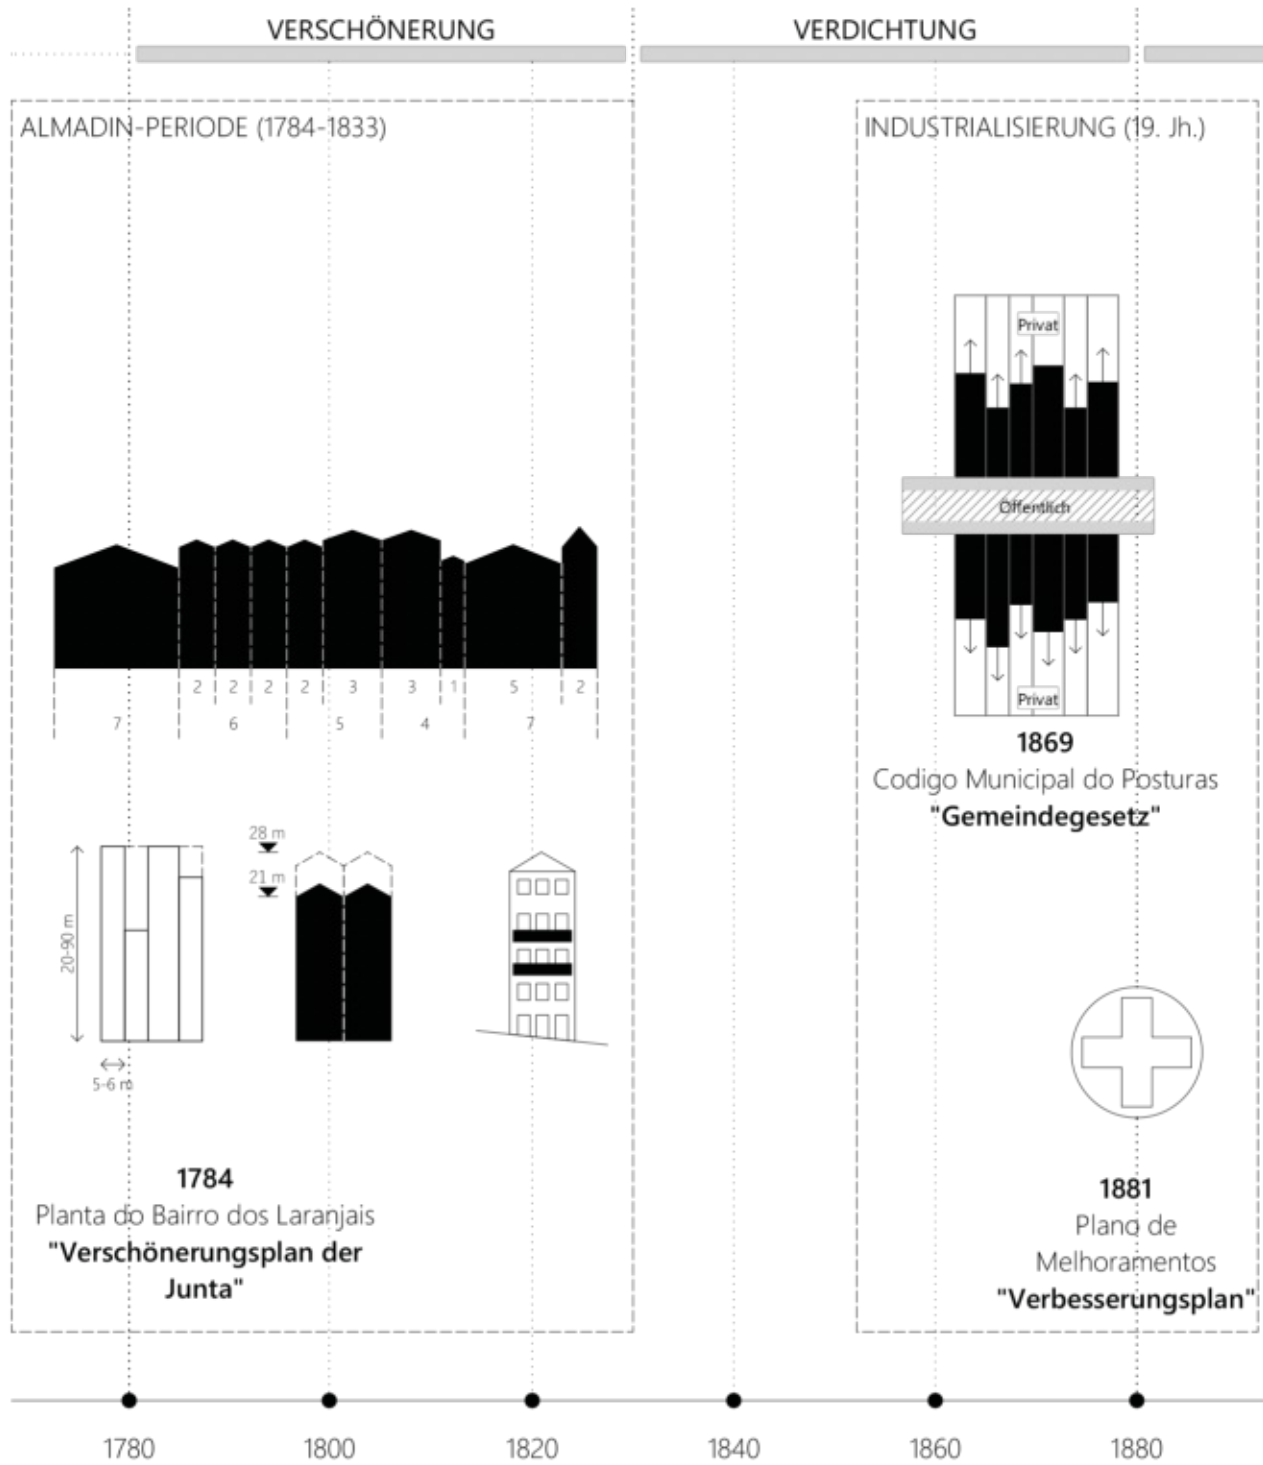 VERSCHÖNERUNG
VERDICHTUNG
ALMADIN-PERIODE (1784-1833)
INDUSTRIALISIERUNG (19. Jh.)
Privat
Öffentlich
Privat
2 2 2 2 3 3 1 5 2
7 6 5 4 7
1869
Codigo Municipal do Posturas
"Gemeindegesetz"
28 m
21 m
20-90 m
5-6 m
1784
Planta do Bairro dos Laranjais
"Verschönerungsplan der
Junta"
1881
Plano de
Melhoramentos
"Verbesserungsplan"
1780 1800 1820 1840 1860 1880